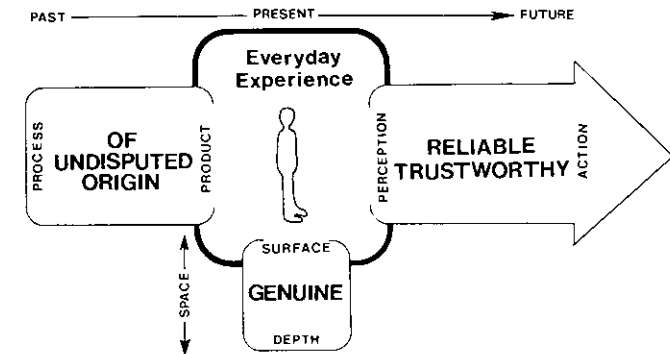 PAST PRESENT FUTURE
Everyday
Experience
PROCESS
OF
UNDISPUTED
ORIGIN
PRODUCT
PERCEPTION
RELIABLE
TRUSTWORTHY
ACTION
SPACE
SURFACE
GENUINE
DEPTH